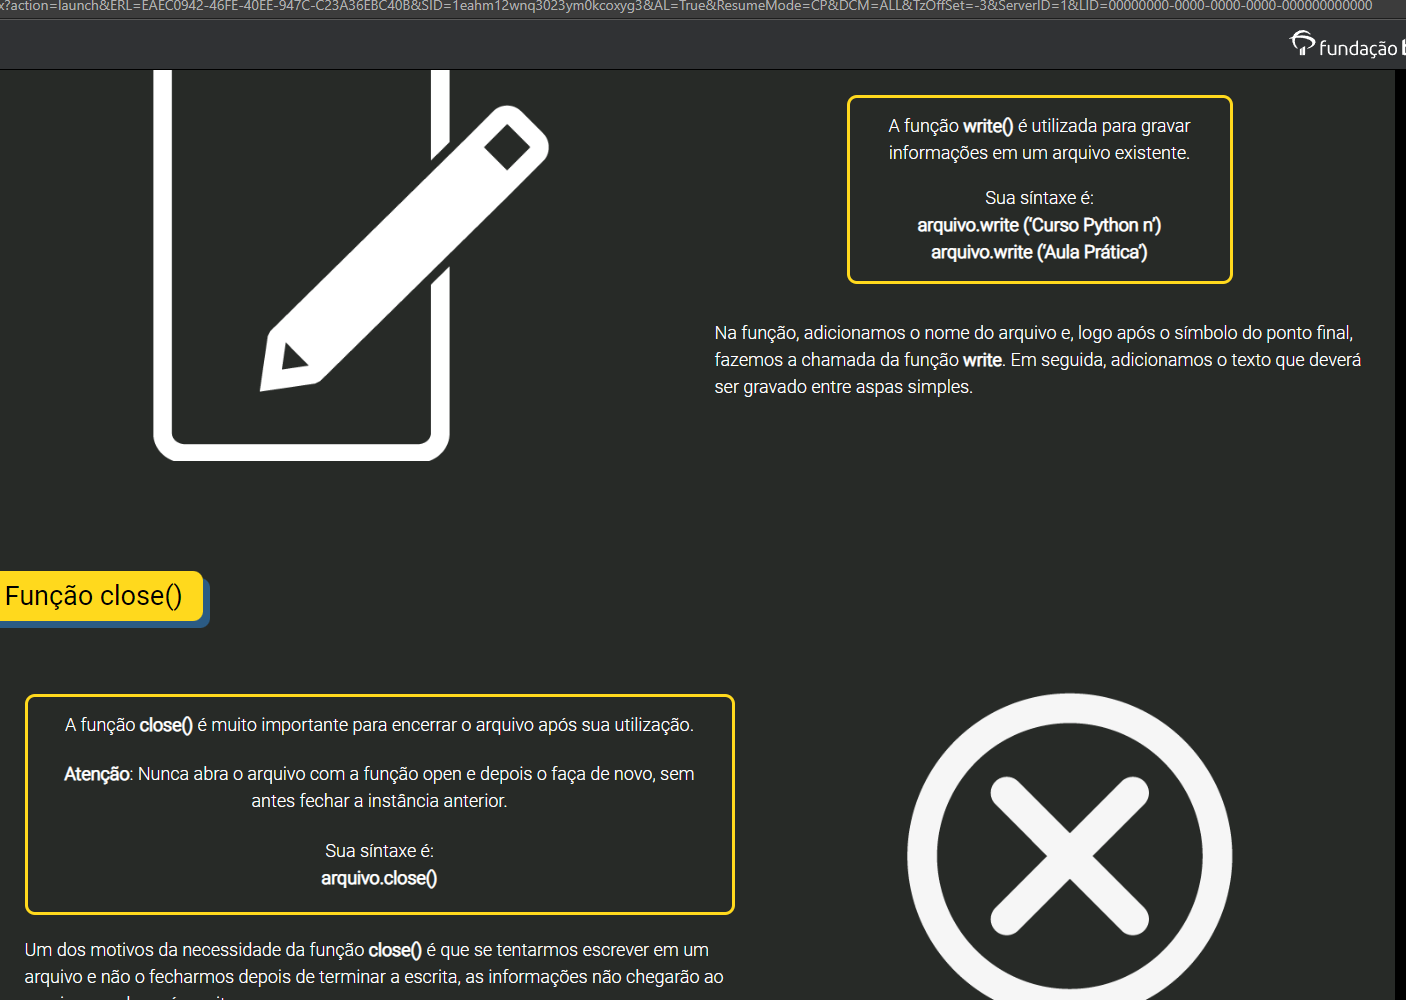 x?action=launch&ERL=EAEC0942-46FE-40EE-947C-C23A36EBC40B&SID=1eahm12wnq3023ym0kcoxyg3&AL=True&ResumeMode=CP&DCM=ALL&TzOffSet=-3&ServerID=1&LID=00000000-0000-0000-0000-000000000000
fundação
A função write() é utilizada para gravar
informações em um arquivo existente.
Sua síntaxe é:
arquivo.write (‘Curso Python n’)
arquivo.write (‘Aula Prática’)
Na função, adicionamos o nome do arquivo e, logo após o símbolo do ponto final,
fazemos a chamada da função write. Em seguida, adicionamos o texto que deverá
ser gravado entre aspas simples.
Função close()
A função close() é muito importante para encerrar o arquivo após sua utilização.
Atenção: Nunca abra o arquivo com a função open e depois o faça de novo, sem
antes fechar a instância anterior.
Sua síntaxe é:
arquivo.close()
Um dos motivos da necessidade da função close() é que se tentarmos escrever em um
arquivo e não o fecharmos depois de terminar a escrita, as informações não chegarão ao